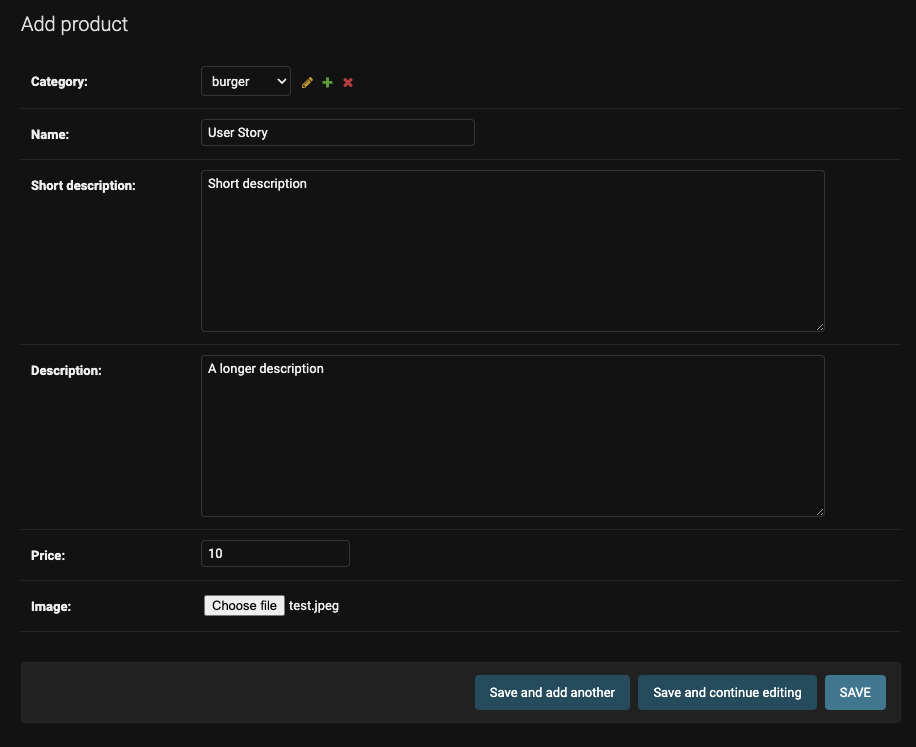 Add product
Category: burger
Name: User Story
Short description: Short description
Description: A longer description
Price: 10
Image: Choose file test.jpeg
Save and add another Save and continue editing SAVE